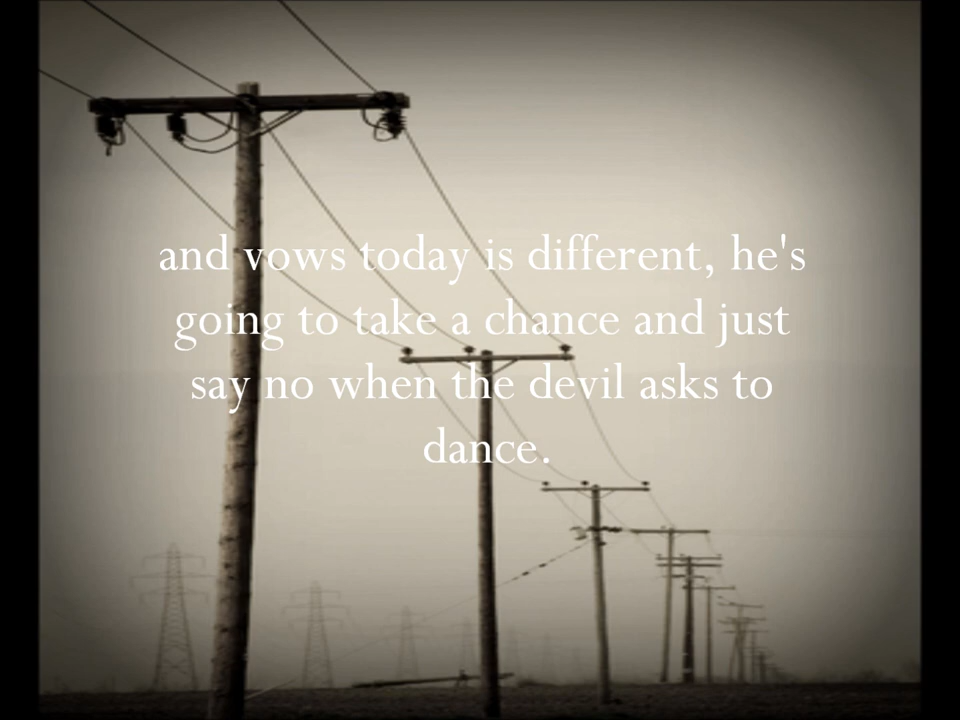 and vows today is different, he's
going to take a chance and just
say no when the devil asks to
dance.